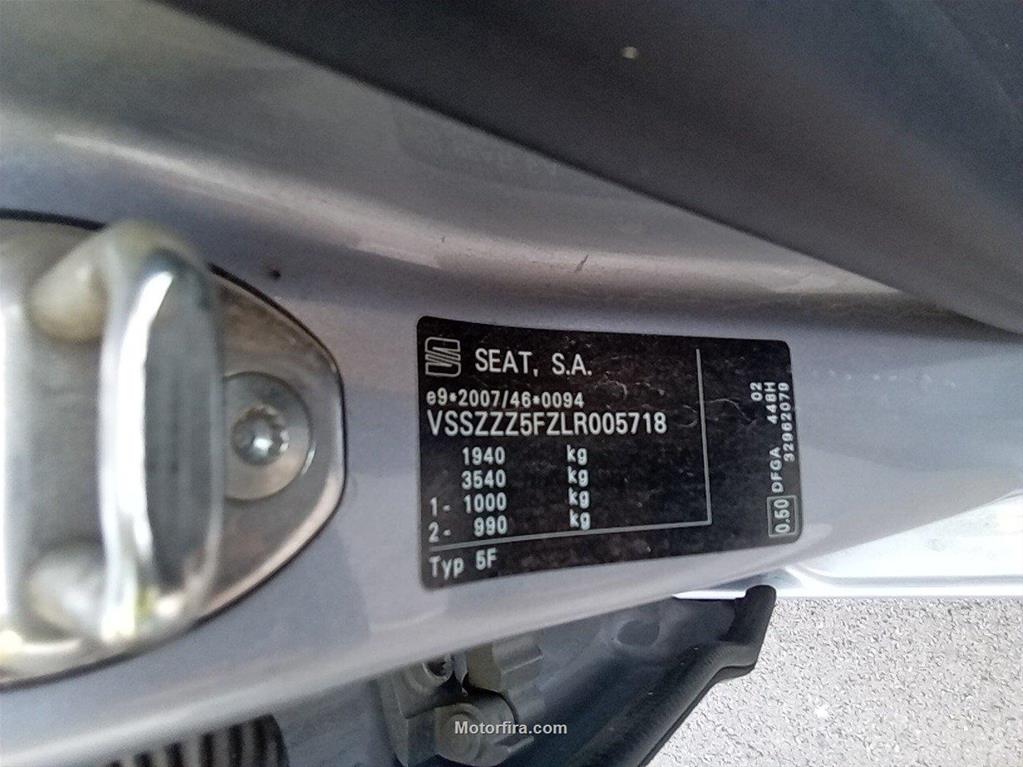 SEAT, S.A.
e9*2007/46*0094
VSSZZZ5FZLR005718
1940 kg
3540 kg
1- 1000 kg
2- 990 kg
Typ 5F
0.50 DFGA 448H 02
32962079
Motorfira.com